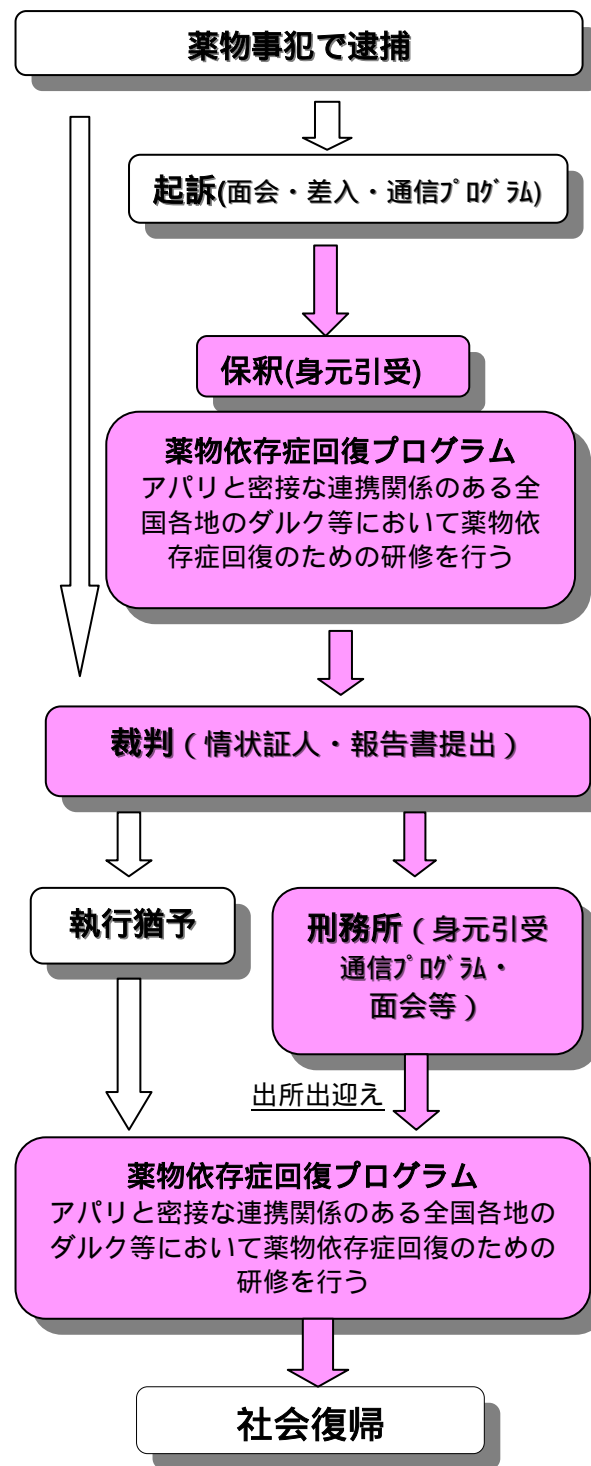 薬物事犯で逮捕
起訴(面会・差入・通信ﾌﾟﾛｸﾞﾗﾑ)
保釈(身元引受)
薬物依存症回復プログラム
アパリと密接な連携関係のある全
国各地のダルク等において薬物依
存症回復のための研修を行う
裁判(情状証人・報告書提出)
執行猶予
刑務所(身元引受
通信ﾌﾟﾛｸﾞﾗﾑ・
面会等)
出所出迎え
薬物依存症回復プログラム
アパリと密接な連携関係のある全国各地の
ダルク等において薬物依存症回復のための
研修を行う
社会復帰